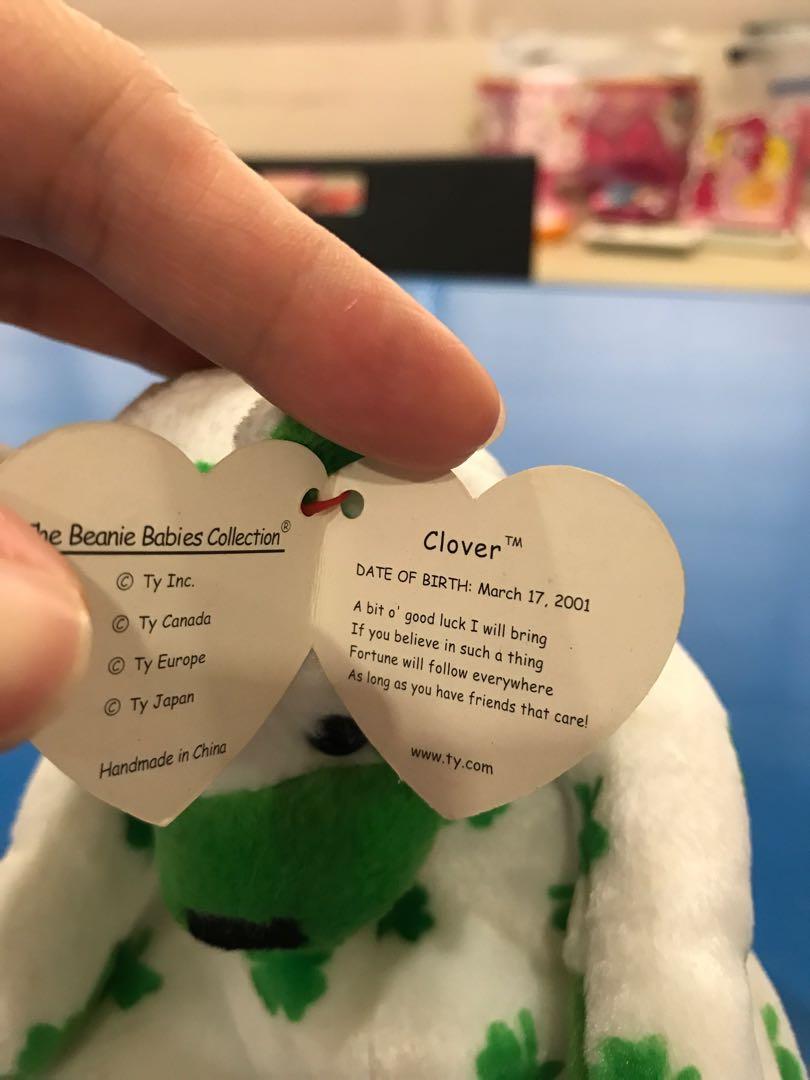 The Beanie Babies Collection®
© Ty Inc.
© Ty Canada
© Ty Europe
© Ty Japan
Handmade in China
Clover™
DATE OF BIRTH: March 17, 2001
A bit o' good luck I will bring
If you believe in such a thing
Fortune will follow everywhere
As long as you have friends that care!
www.ty.com